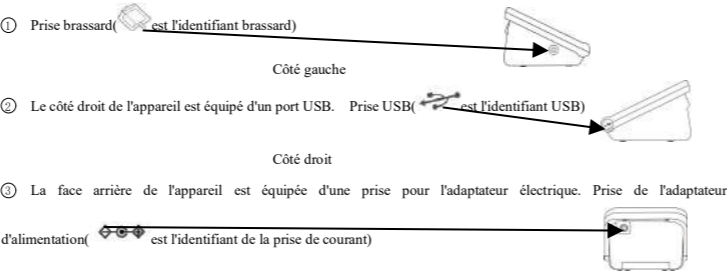 ① Prise brassard( est l'identifiant brassard)
Côté gauche
② Le côté droit de l'appareil est équipé d'un port USB. Prise USB( est l'identifiant USB)
Côté droit
③ La face arrière de l'appareil est équipée d'une prise pour l'adaptateur électrique. Prise de l'adaptateur
d'alimentation( est l'identifiant de la prise de courant)